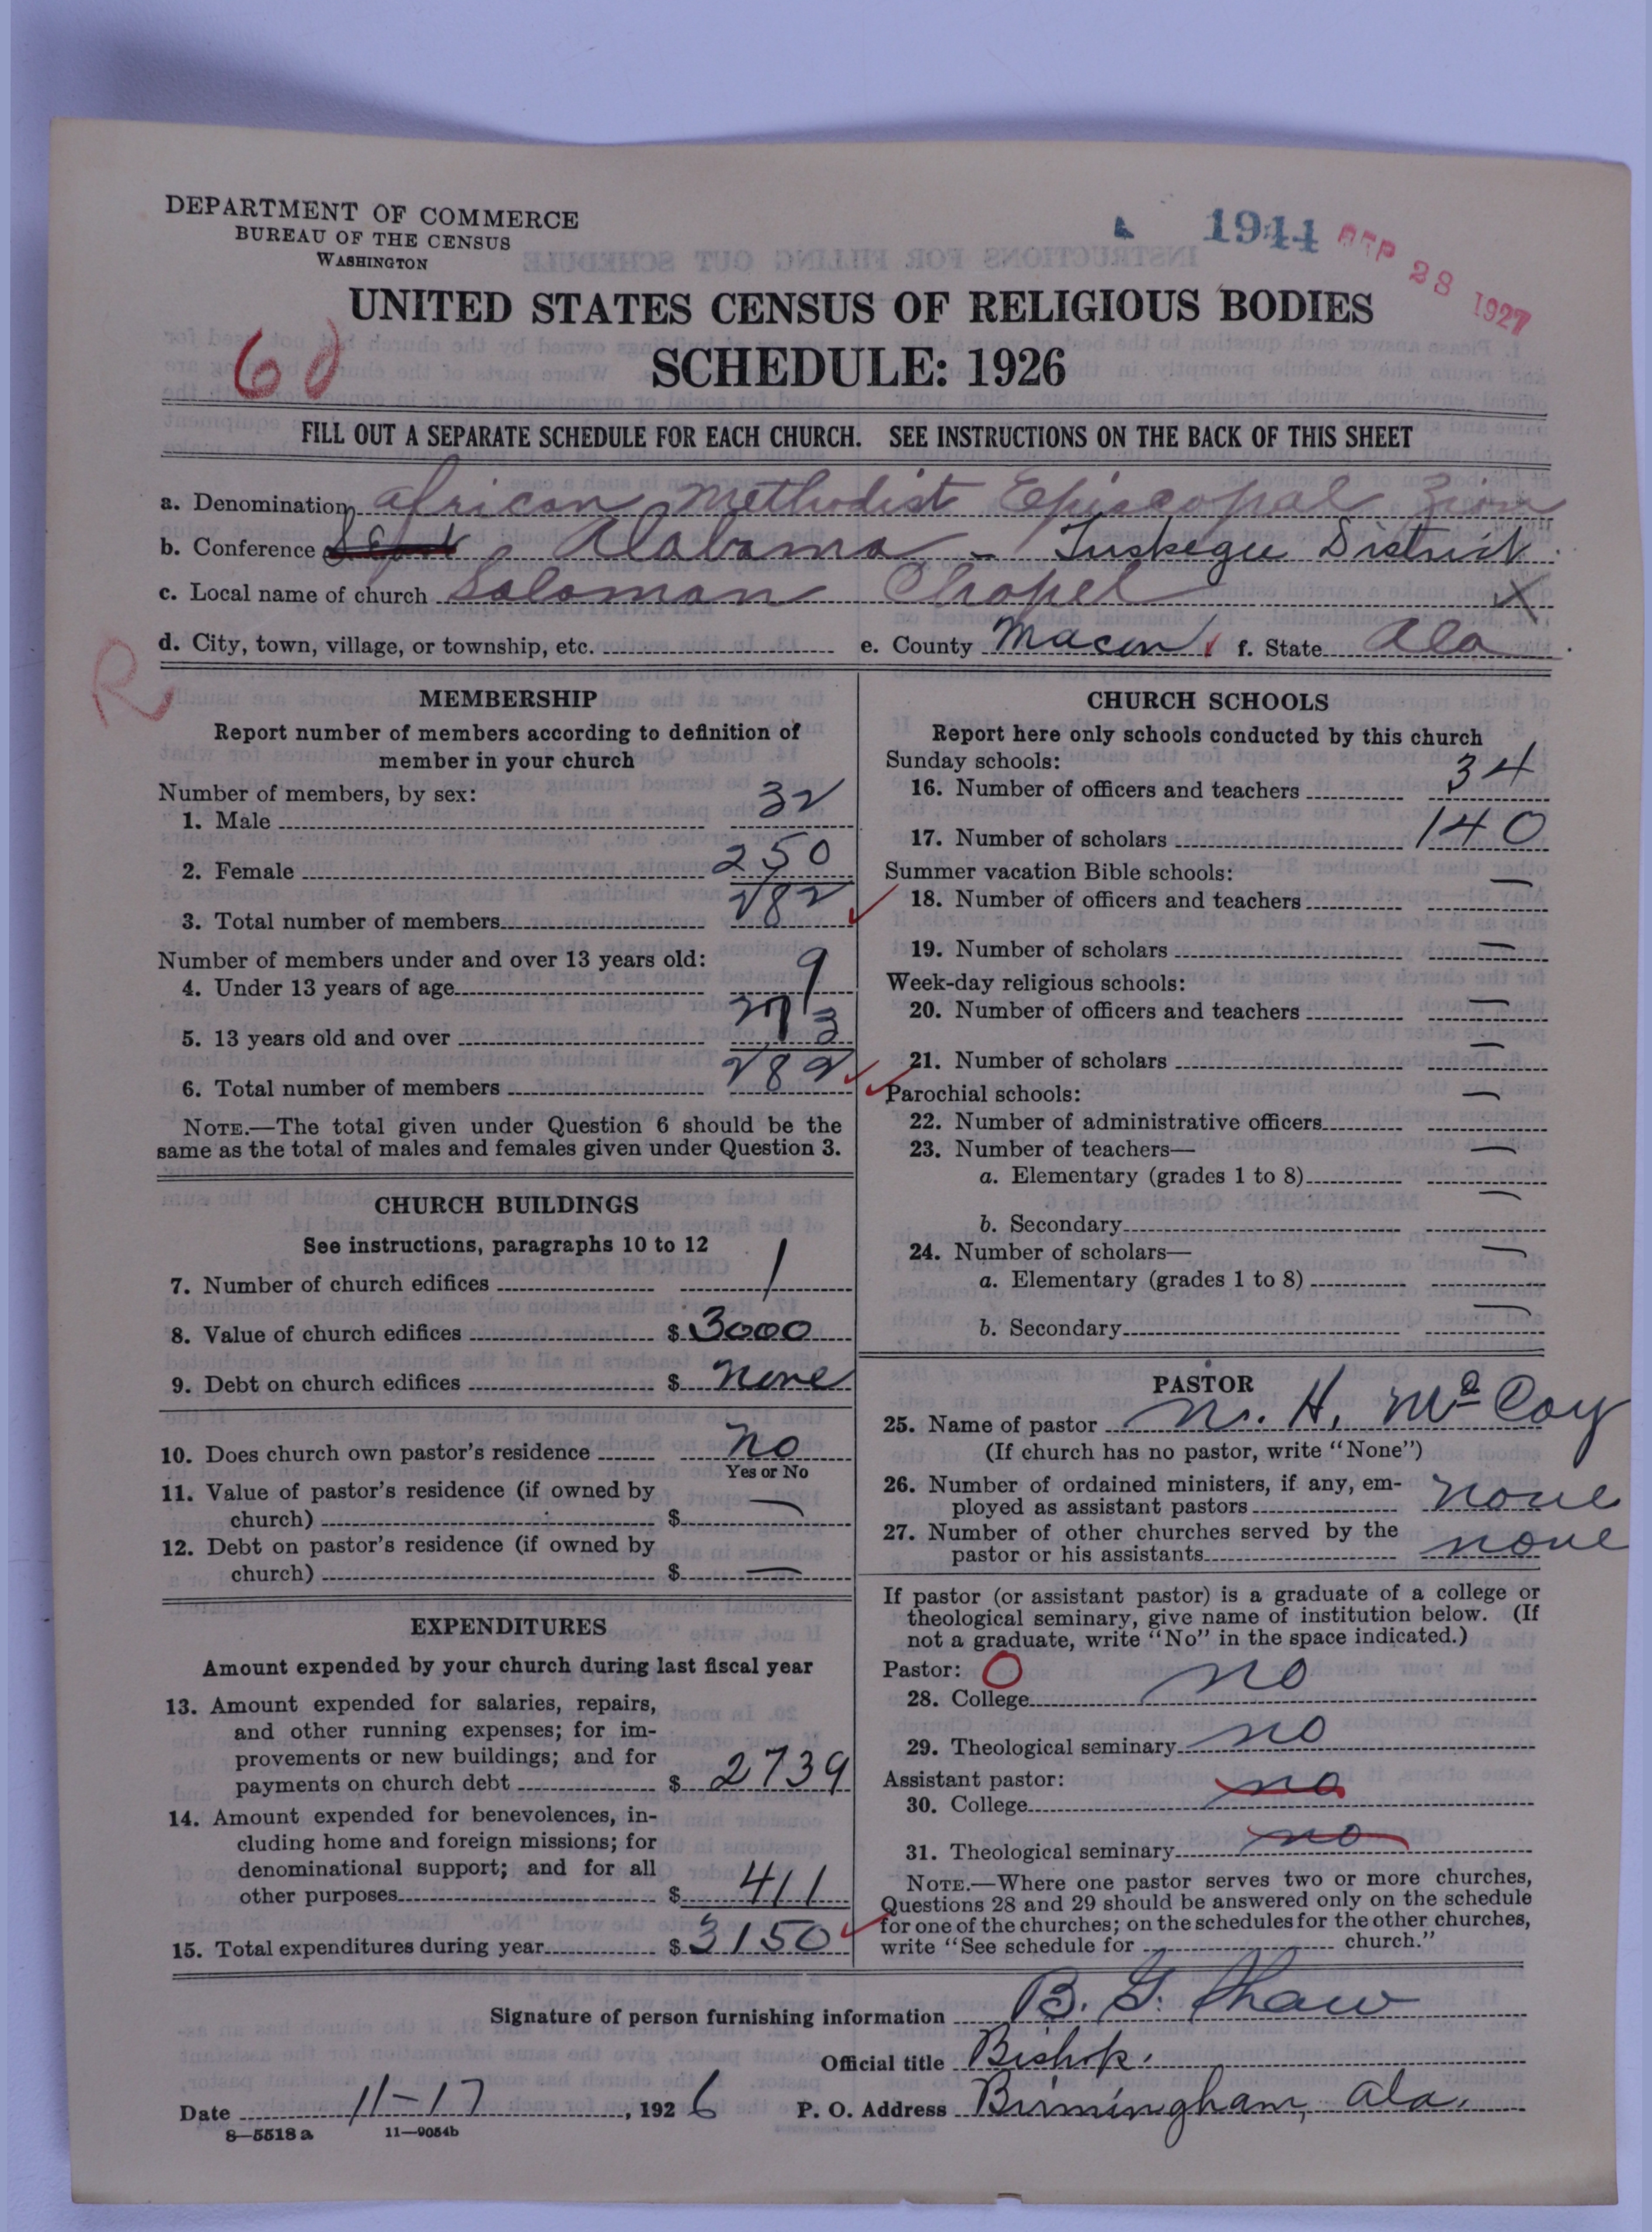 DEPARTMENT OF COMMERCE
BUREAU OF THE CENSUS
WASHINGTON
1944
SEP 28 1927
UNITED STATES CENSUS OF RELIGIOUS BODIES
SCHEDULE: 1926
60
FILL OUT A SEPARATE SCHEDULE FOR EACH CHURCH. SEE INSTRUCTIONS ON THE BACK OF THIS SHEET
a. Denomination African Methodist Episcopal Zion
b. Conference Alabama - Tuskegee District
c. Local name of church Soloman Chapel X
d. City, town, village, or township, etc. e. County Macon f. State Ala
R
MEMBERSHIP
Report number of members according to definition of
member in your church
Number of members, by sex:
1. Male 32
2. Female 250
3. Total number of members 282
Number of members under and over 13 years old:
4. Under 13 years of age 9
5. 13 years old and over 273
6. Total number of members 282
NOTE.—The total given under Question 6 should be the
same as the total of males and females given under Question 3.
CHURCH BUILDINGS
See instructions, paragraphs 10 to 12
7. Number of church edifices 1
8. Value of church edifices $ 3000
9. Debt on church edifices $ none
10. Does church own pastor's residence No
Yes or No
11. Value of pastor's residence (if owned by
church) $ —
12. Debt on pastor's residence (if owned by
church) $ —
EXPENDITURES
Amount expended by your church during last fiscal year
13. Amount expended for salaries, repairs,
and other running expenses; for im-
provements or new buildings; and for
payments on church debt $ 2739
14. Amount expended for benevolences, in-
cluding home and foreign missions; for
denominational support; and for all
other purposes $ 411
15. Total expenditures during year $ 3150
CHURCH SCHOOLS
Report here only schools conducted by this church
Sunday schools:
16. Number of officers and teachers 34
17. Number of scholars 140
Summer vacation Bible schools:
18. Number of officers and teachers —
19. Number of scholars —
Week-day religious schools:
20. Number of officers and teachers —
21. Number of scholars —
Parochial schools:
22. Number of administrative officers —
23. Number of teachers—
a. Elementary (grades 1 to 8) —
b. Secondary —
24. Number of scholars—
a. Elementary (grades 1 to 8) —
b. Secondary —
PASTOR
25. Name of pastor H. McCoy
(If church has no pastor, write "None")
26. Number of ordained ministers, if any, em-
ployed as assistant pastors none
27. Number of other churches served by the
pastor or his assistants none
If pastor (or assistant pastor) is a graduate of a college or
theological seminary, give name of institution below. (If
not a graduate, write "No" in the space indicated.)
Pastor: O
28. College no
29. Theological seminary no
Assistant pastor:
30. College no
31. Theological seminary no
NOTE.—Where one pastor serves two or more churches,
Questions 28 and 29 should be answered only on the schedule
for one of the churches; on the schedules for the other churches,
write "See schedule for church."
Signature of person furnishing information B. G. Shaw
Official title Bishop.
Date 11-17, 1926 P. O. Address Birmingham, Ala.
8—5518a 11—9054b